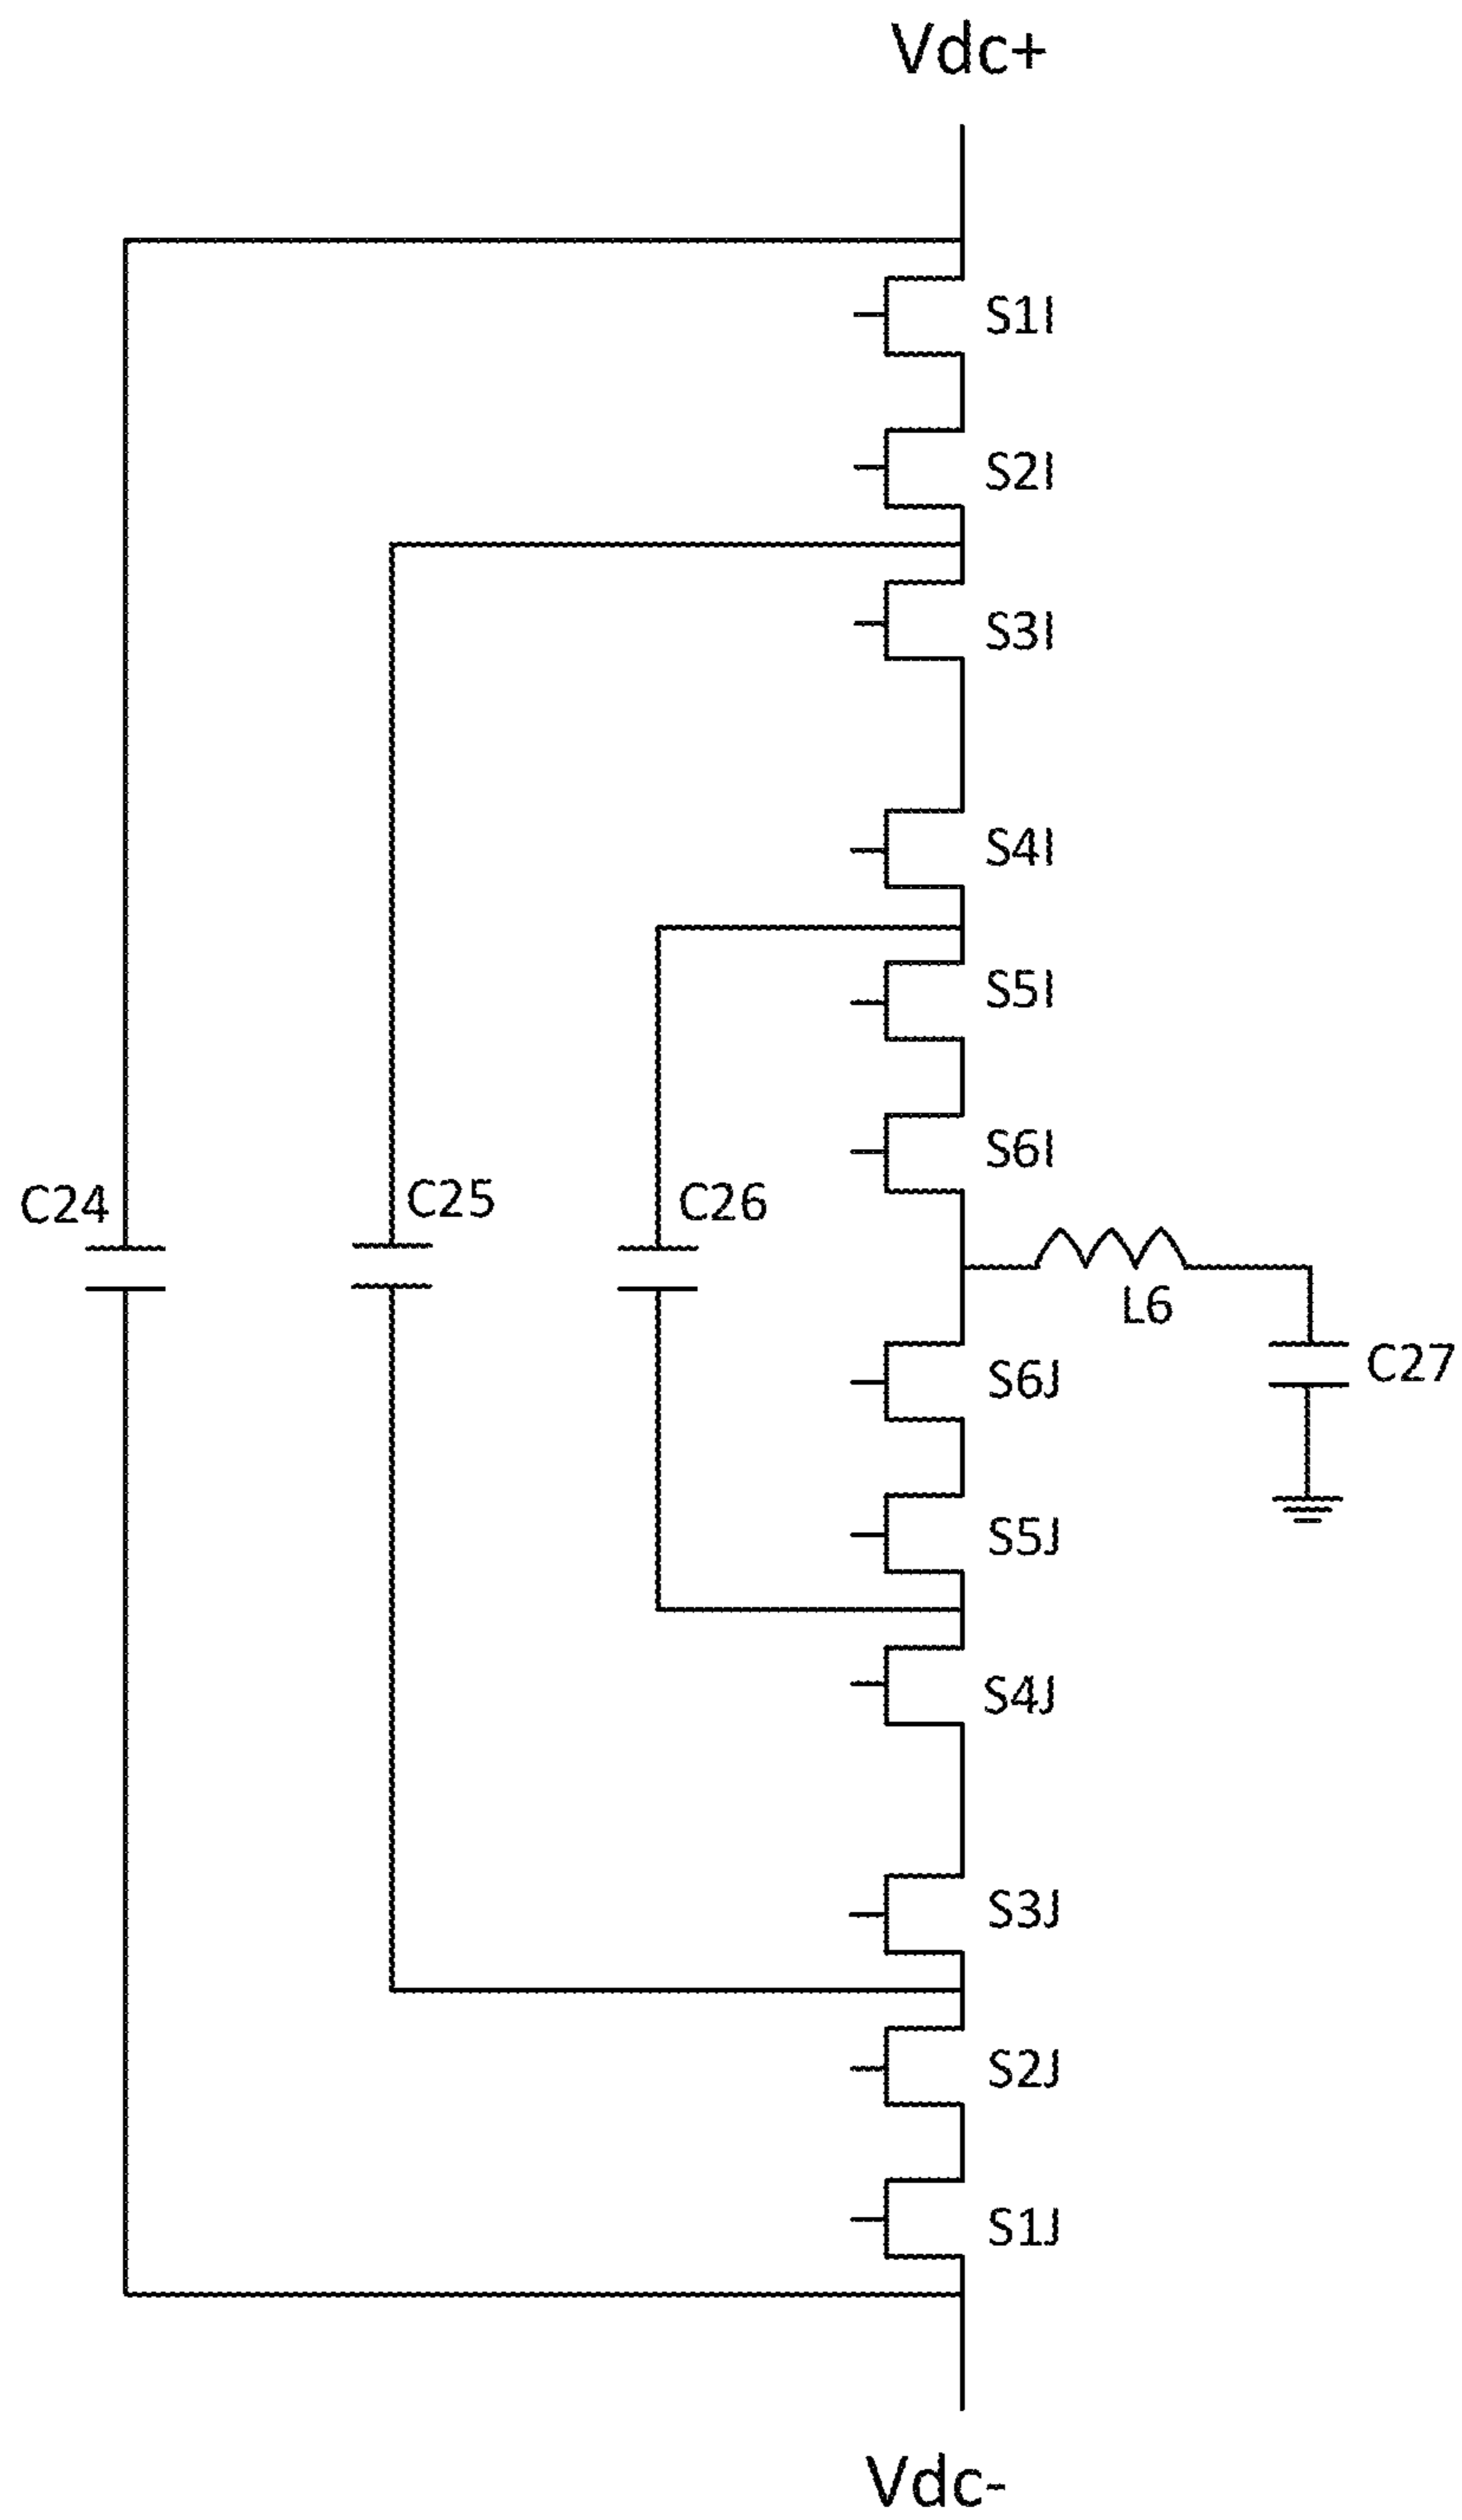 Vdc+
S1I
S2I
S3I
S4I
S5I
S6I
C24
C25
C26
L6
C27
S6J
S5J
S4J
S3J
S2J
S1J
Vdc-